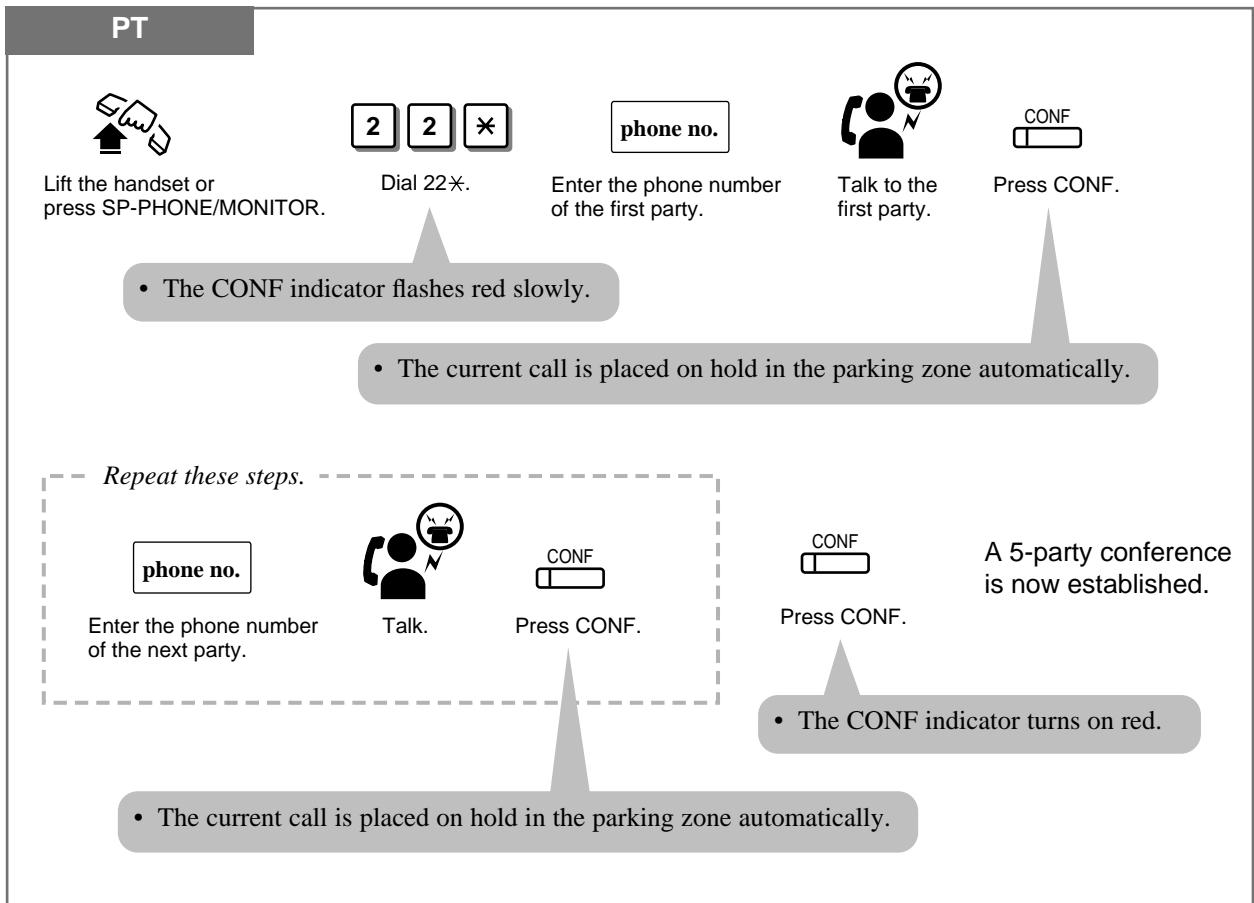 PT
2 2 ✳
phone no.
CONF
Lift the handset or
press SP-PHONE/MONITOR.
Dial 22✳.
Enter the phone number
of the first party.
Talk to the
first party.
Press CONF.
• The CONF indicator flashes red slowly.
• The current call is placed on hold in the parking zone automatically.
Repeat these steps.
phone no.
CONF
Enter the phone number
of the next party.
Talk.
Press CONF.
CONF
Press CONF.
A 5-party conference
is now established.
• The CONF indicator turns on red.
• The current call is placed on hold in the parking zone automatically.